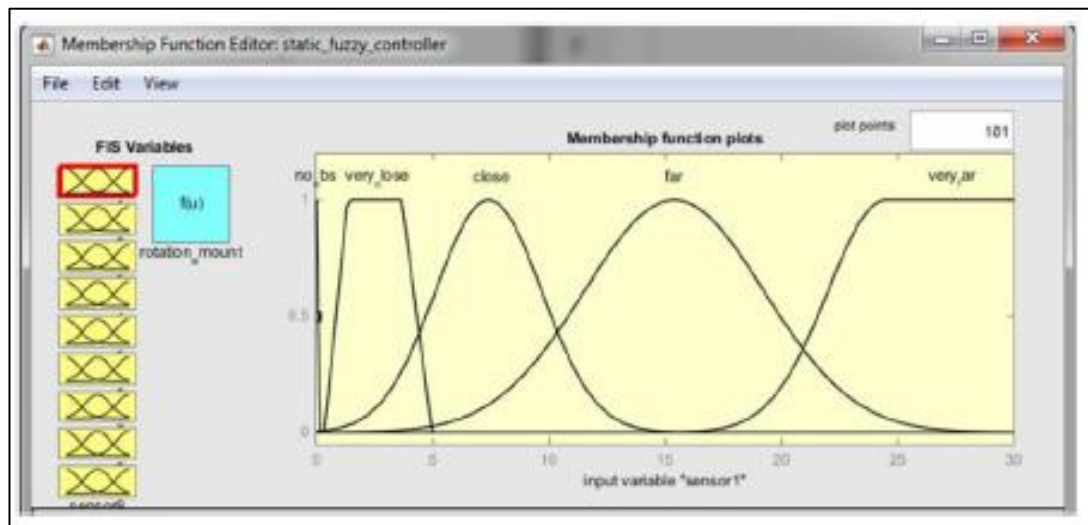 Membership Function Editor: static_fuzzy_controller
File Edit View
FIS Variables
f(u)
rotation_mount
plot points:
101
Membership function plots
no_bs very_lose close far very_ar
1
0.5
0
0 5 10 15 20 25 30
input variable "sensor1"